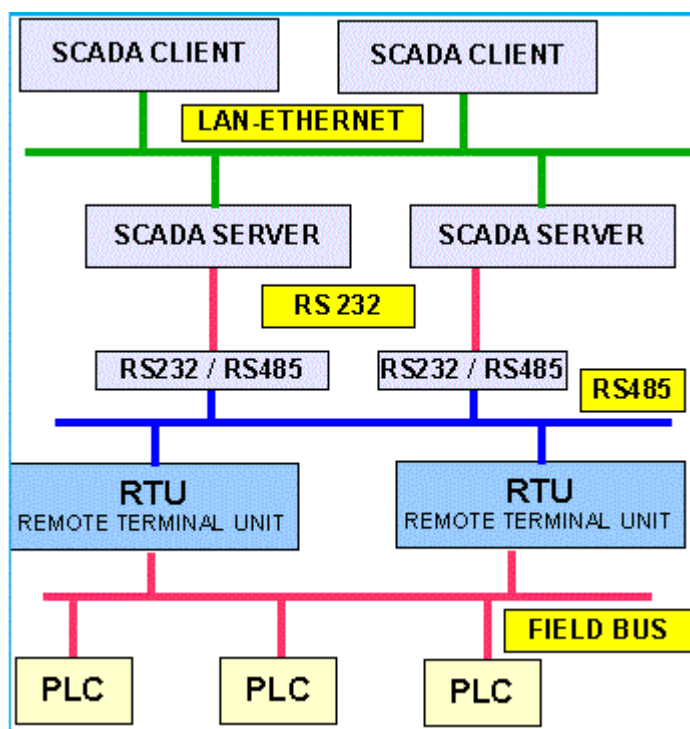 SCADA CLIENT
SCADA CLIENT
LAN-ETHERNET
SCADA SERVER
SCADA SERVER
RS 232
RS232 / RS485
RS232 / RS485
RS485
RTU
REMOTE TERMINAL UNIT
RTU
REMOTE TERMINAL UNIT
FIELD BUS
PLC
PLC
PLC